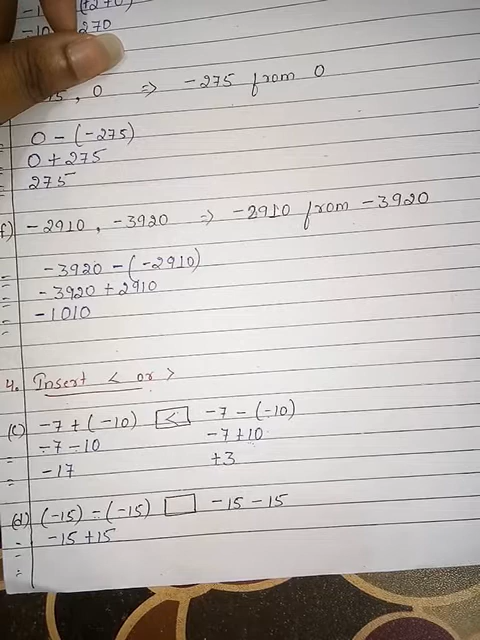 270
, 0 ⇒ -275 from 0
= 0 - (-275)
= 0 + 275
= 275
f) -2910, -3920 ⇒ -2910 from -3920
= -3920 - (-2910)
= -3920 + 2910
= -1010
4. Insert < or >
(c) -7 + (-10) < -7 - (-10)
= -7 - 10 -7 + 10
= -17 +3
(d) (-15) - (-15) -15 - 15
= -15 + 15
=